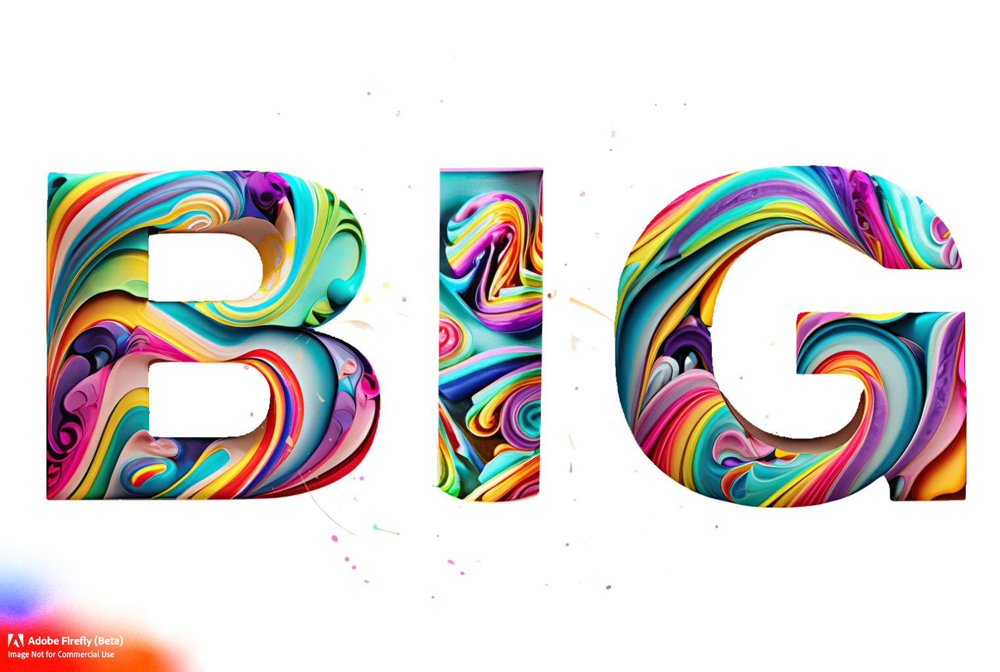 BIG
Adobe Firefly (Beta)
Image Not for Commercial Use